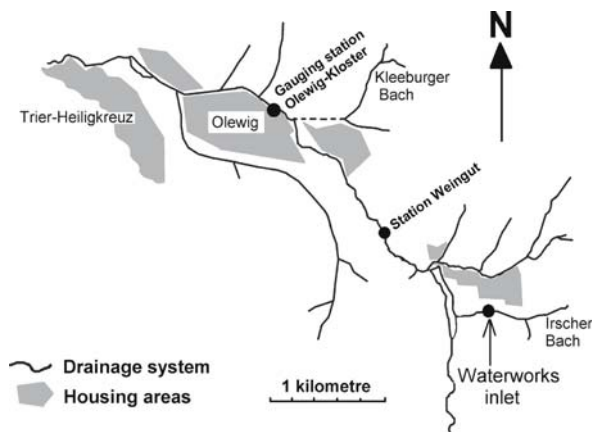 N
Gauging station
Olewig-Kloster
Kleeburger
Bach
Trier-Heiligkreuz
Olewig
Station Weingut
Irscher
Bach
Drainage system
Housing areas
1 kilometre
Waterworks
inlet